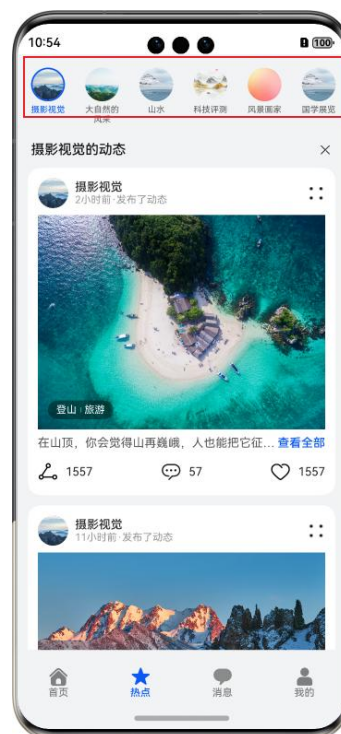 10:54
100
摄影视觉
大自然的
风采
山水
科技评测
风景画家
国学展览
摄影视觉的动态
摄影视觉
2小时前·发布了动态
登山 旅游
在山顶，你会觉得山再巍峨，人也能把它征... 查看全部
1557
57
1557
摄影视觉
11小时前·发布了动态
首页
热点
消息
我的